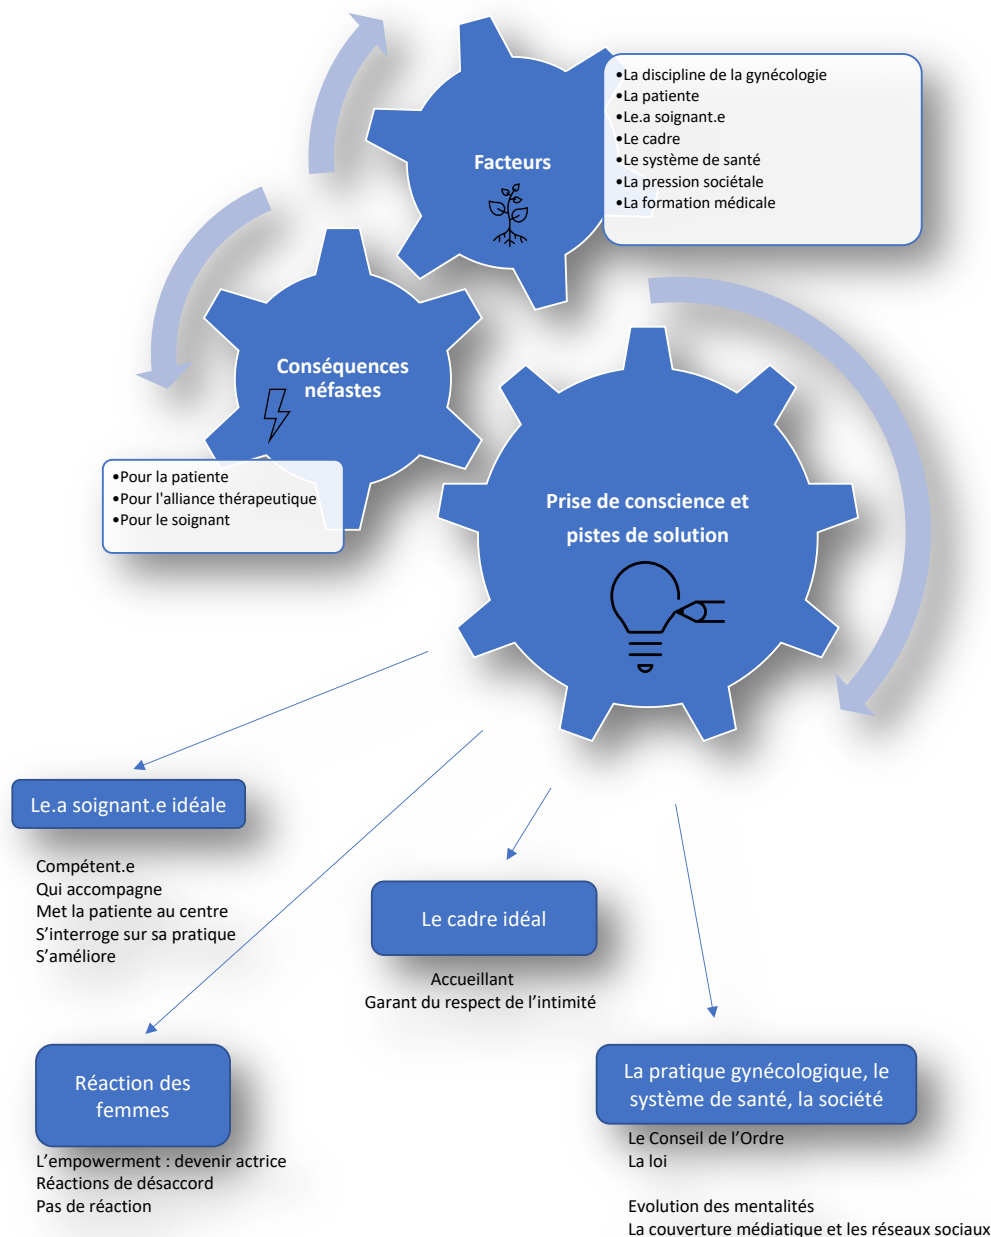 •La discipline de la gynécologie
•La patiente
•Le.a soignant.e
•Le cadre
•Le système de santé
•La pression sociétale
•La formation médicale
Facteurs
Conséquences
néfastes
•Pour la patiente
•Pour l'alliance thérapeutique
•Pour le soignant
Prise de conscience et
pistes de solution
Le.a soignant.e idéale
Compétent.e
Qui accompagne
Met la patiente au centre
S’interroge sur sa pratique
S’améliore
Le cadre idéal
Accueillant
Garant du respect de l’intimité
Réaction des
femmes
L’empowerment : devenir actrice
Réactions de désaccord
Pas de réaction
La pratique gynécologique, le
système de santé, la société
Le Conseil de l’Ordre
La loi
Evolution des mentalités
La couverture médiatique et les réseaux sociaux